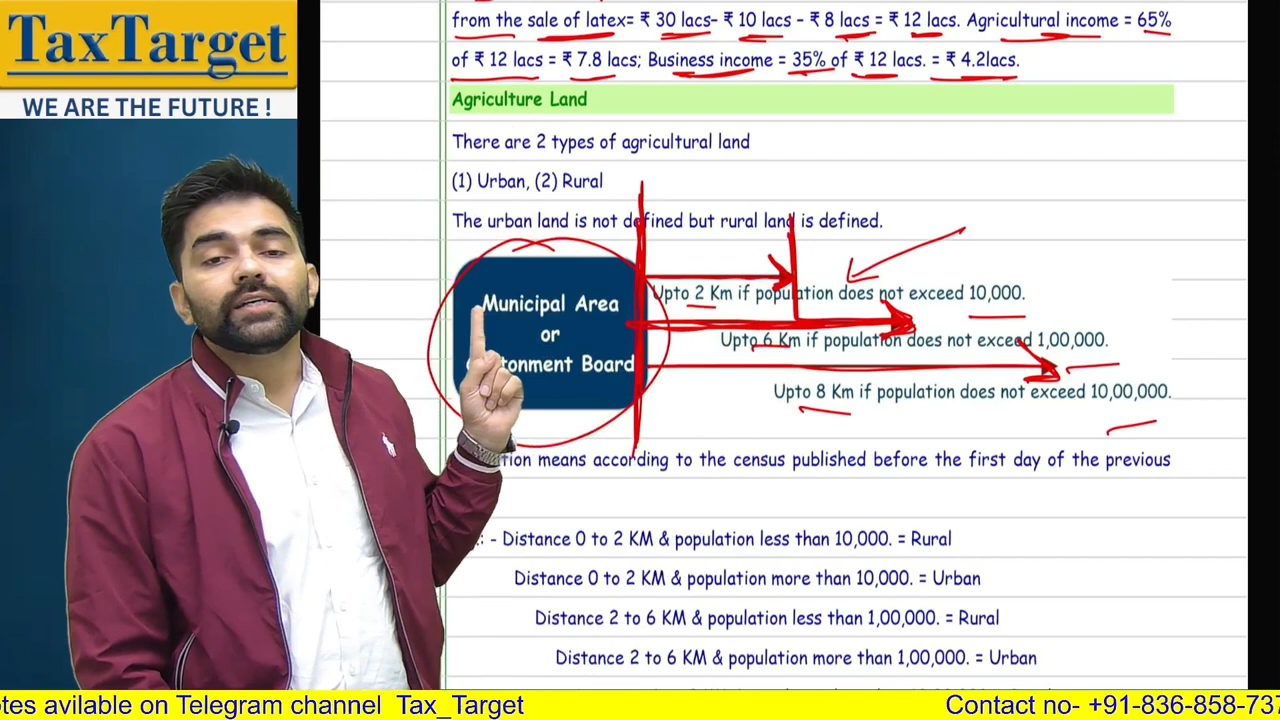 TaxTarget
WE ARE THE FUTURE !
from the sale of latex= ₹ 30 lacs– ₹ 10 lacs – ₹ 8 lacs = ₹ 12 lacs. Agricultural income = 65%
of ₹ 12 lacs = ₹ 7.8 lacs; Business income = 35% of ₹ 12 lacs. = ₹ 4.2lacs.
Agriculture Land
There are 2 types of agricultural land
(1) Urban, (2) Rural
The urban land is not defined but rural land is defined.
Municipal Area
or
Board
Upto 2 Km if population does not exceed 10,000.
Upto 6 Km if population does not exceed 1,00,000.
Upto 8 Km if population does not exceed 10,00,000.
means according to the census published before the first day of the previous
- Distance 0 to 2 KM & population less than 10,000. = Rural
Distance 0 to 2 KM & population more than 10,000. = Urban
Distance 2 to 6 KM & population less than 1,00,000. = Rural
Distance 2 to 6 KM & population more than 1,00,000. = Urban
otes avilable on Telegram channel Tax_Target
Contact no- +91-836-858-737